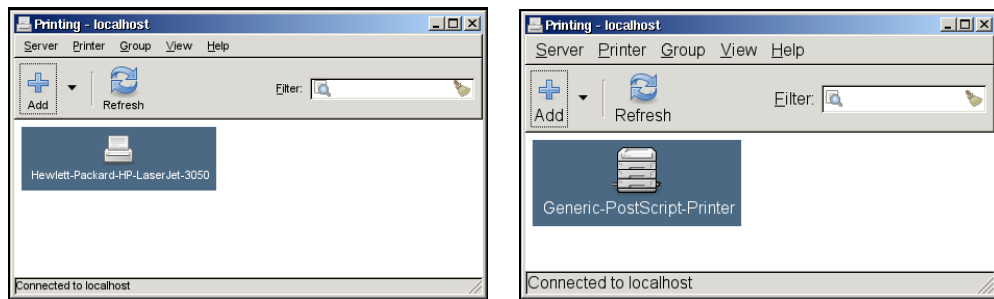 Printing - localhost
Server Printer Group View Help
Add Refresh Filter:
Hewlett-Packard-HP-LaserJet-3050
Connected to localhost
Printing - localhost
Server Printer Group View Help
Add Refresh Filter:
Generic-PostScript-Printer
Connected to localhost